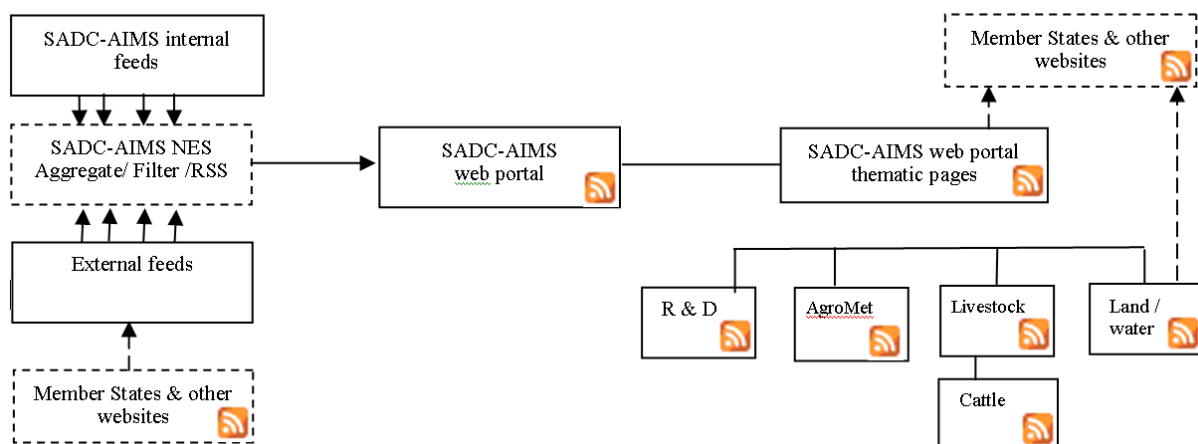 SADC-AIMS internal
feeds
SADC-AIMS NES
Aggregate/ Filter /RSS
External feeds
Member States & other
websites
SADC-AIMS
web portal
SADC-AIMS web portal
thematic pages
Member States & other
websites
R & D
AgroMet
Livestock
Land /
water
Cattle